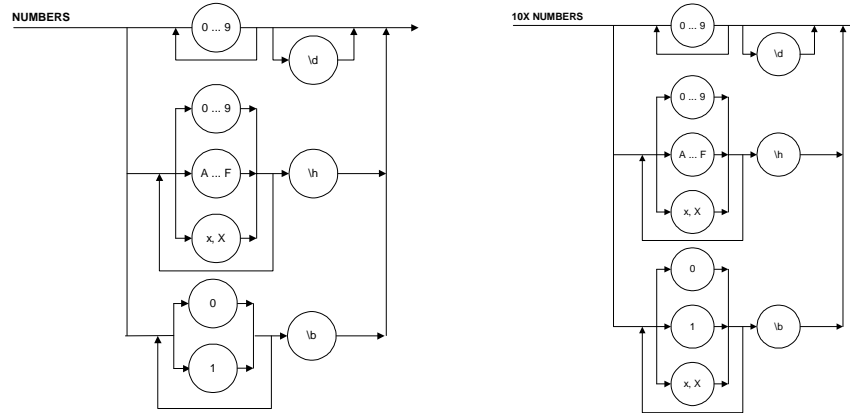 NUMBERS
0 ... 9
\d
0 ... 9
A ... F
\h
x, X
0
\b
1
10X NUMBERS
0 ... 9
\d
0 ... 9
A ... F
\h
x, X
0
1
\b
x, X